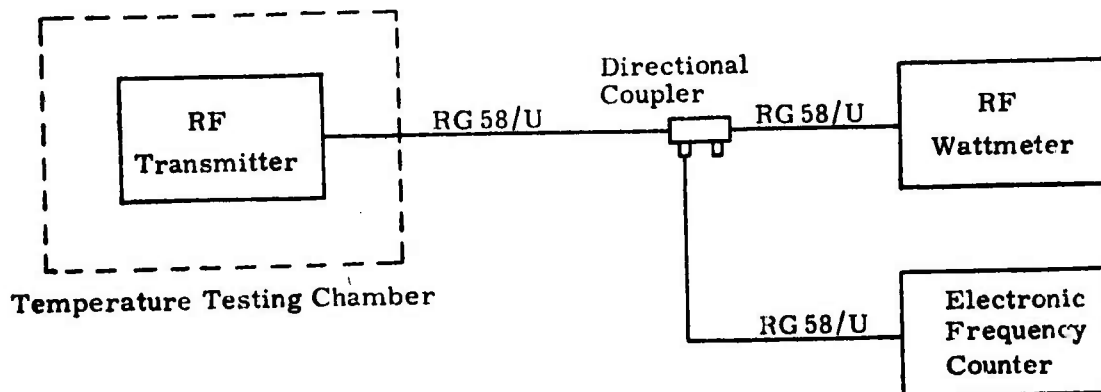 RF
Transmitter
RG 58/U
Directional
Coupler
RG 58/U
RF
Wattmeter
Temperature Testing Chamber
RG 58/U
Electronic
Frequency
Counter